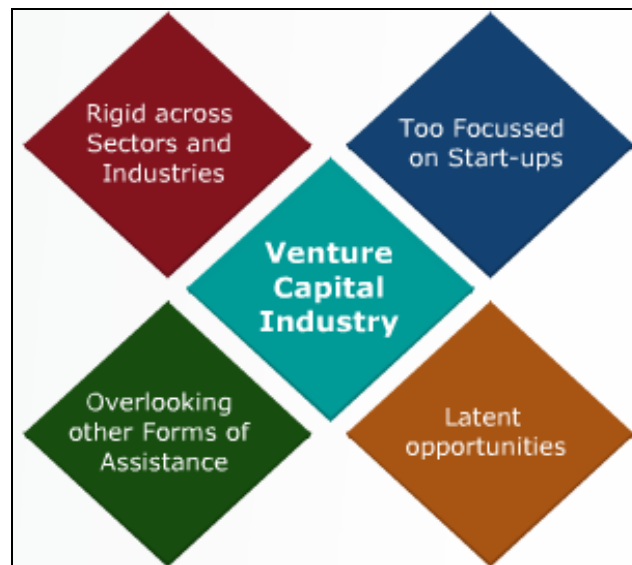 Rigid across
Sectors and
Industries
Too Focussed
on Start-ups
Venture
Capital
Industry
Overlooking
other Forms of
Assistance
Latent
opportunities